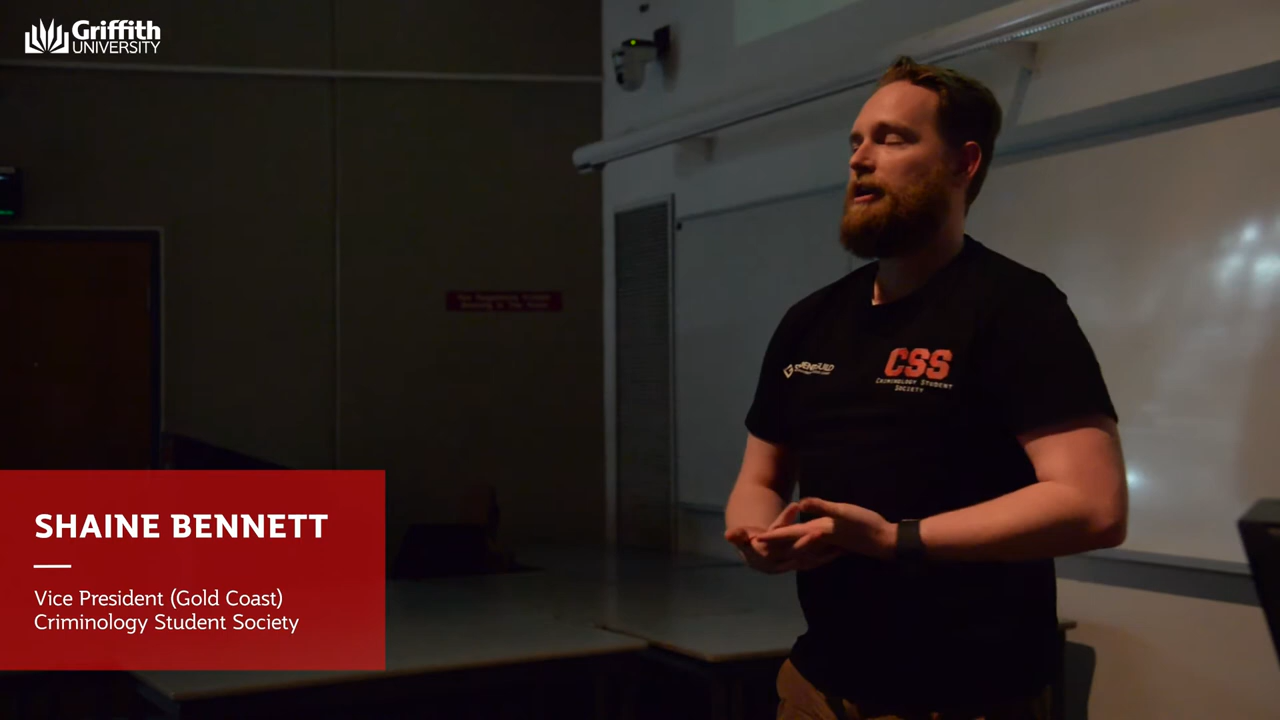 Griffith
UNIVERSITY
CSS
CRIMINOLOGY STUDENT
SOCIETY
SHAINE BENNETT
Vice President (Gold Coast)
Criminology Student Society